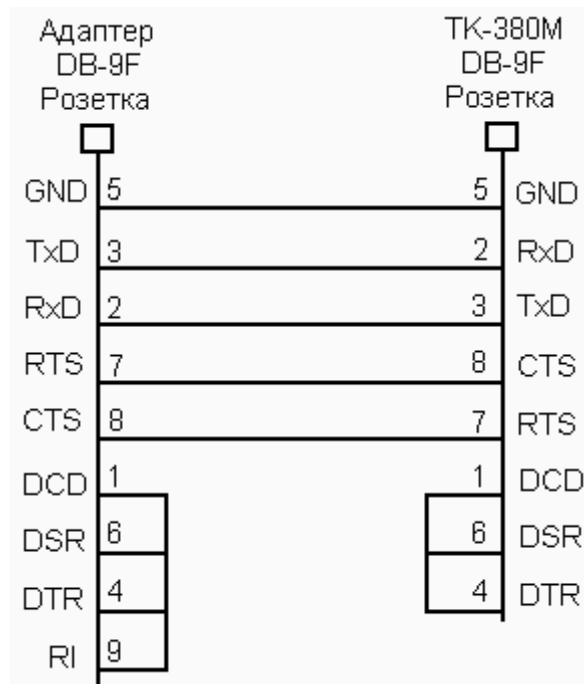 Адаптер
DB-9F
Розетка
TK-380M
DB-9F
Розетка
GND 5 5 GND
TxD 3 2 RxD
RxD 2 3 TxD
RTS 7 8 CTS
CTS 8 7 RTS
DCD 1 1 DCD
DSR 6 6 DSR
DTR 4 4 DTR
RI 9